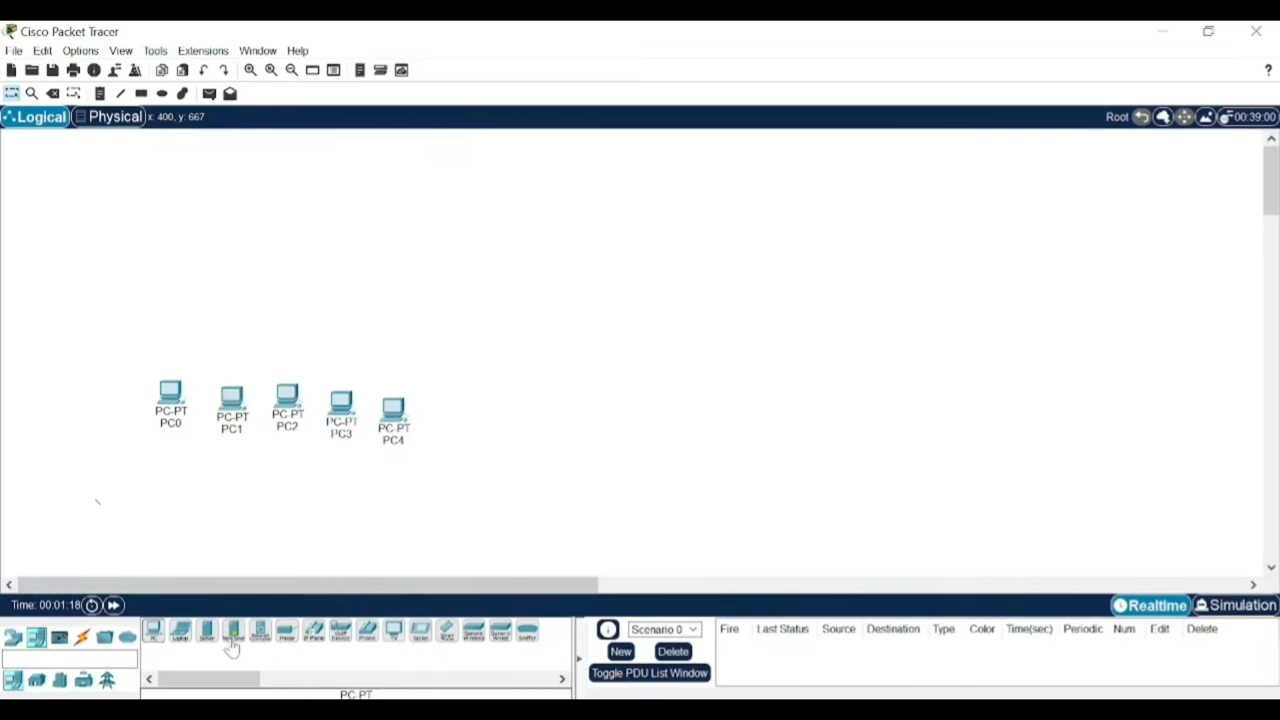 Cisco Packet Tracer
File Edit Options View Tools Extensions Window Help
?
Logical Physical x: 400, y: 667 Root 00:39:00
PC-PT PC0
PC-PT PC1
PC-PT PC2
PC-PT PC3
PC-PT PC4
Time: 00:01:18 Realtime Simulation
Scenario 0 Fire Last Status Source Destination Type Color Time(sec) Periodic Num Edit Delete
New Delete
Toggle PDU List Window
PC-PT